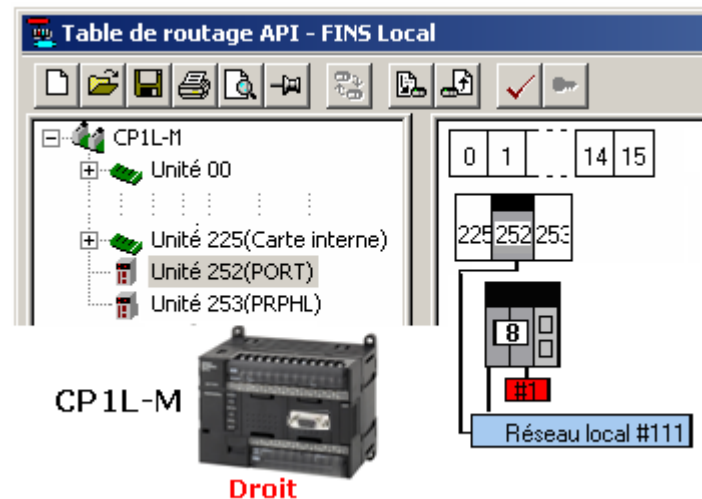 Table de routage API - FINS Local
CP1L-M
Unité 00
Unité 225(Carte interne)
Unité 252(PORT)
Unité 253(PRPHL)
0 1 14 15
225 252 253
8
#1
Réseau local #111
CP1L-M
Droit